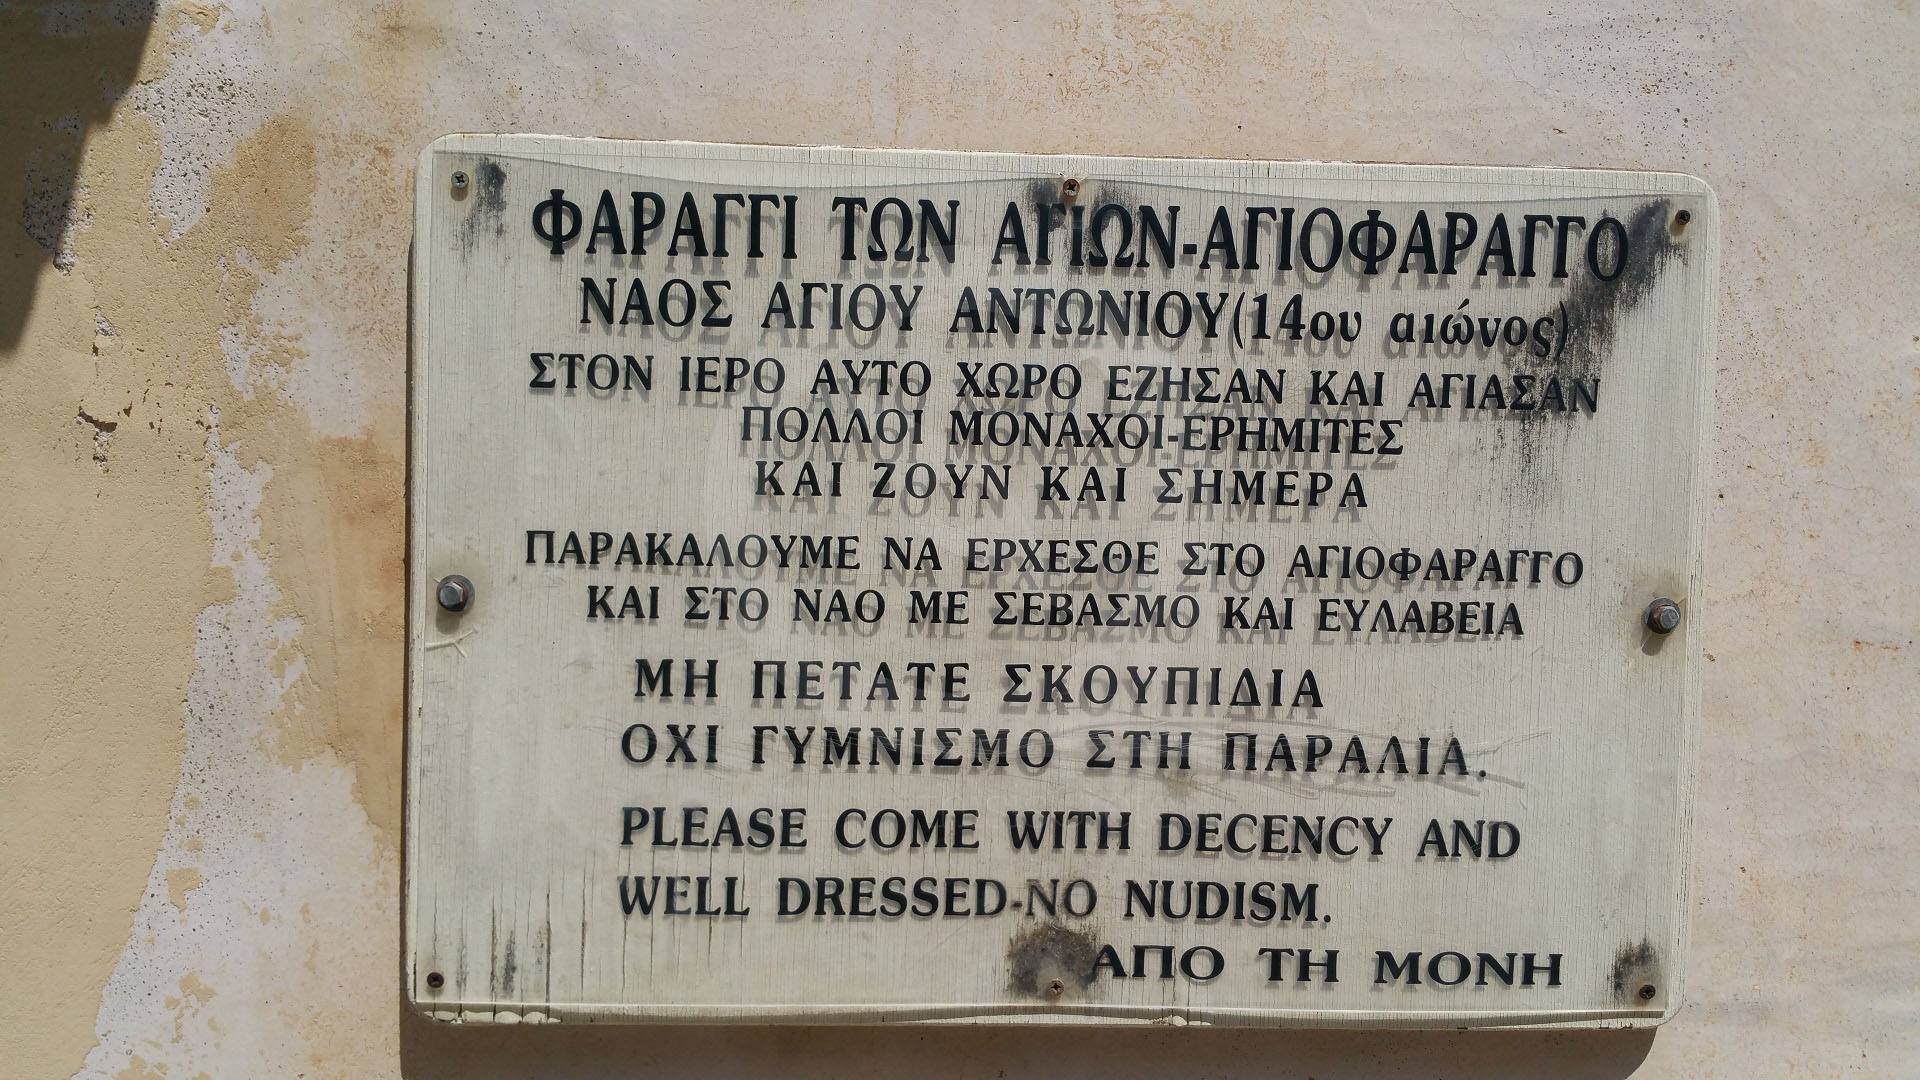 ΦΑΡΑΓΓΙ ΤΩΝ ΑΓΙΩΝ-ΑΓΙΟΦΑΡΑΓΓΟ
ΝΑΟΣ ΑΓΙΟΥ ΑΝΤΩΝΙΟΥ(14ου αιώνος)
ΣΤΟΝ ΙΕΡΟ ΑΥΤΟ ΧΩΡΟ ΕΖΗΣΑΝ ΚΑΙ ΑΓΙΑΣΑΝ
ΠΟΛΛΟΙ ΜΟΝΑΧΟΙ-ΕΡΗΜΙΤΕΣ
ΚΑΙ ΖΟΥΝ ΚΑΙ ΣΗΜΕΡΑ
ΠΑΡΑΚΑΛΟΥΜΕ ΝΑ ΕΡΧΕΣΘΕ ΣΤΟ ΑΓΙΟΦΑΡΑΓΓΟ
ΚΑΙ ΣΤΟ ΝΑΟ ΜΕ ΣΕΒΑΣΜΟ ΚΑΙ ΕΥΛΑΒΕΙΑ
ΜΗ ΠΕΤΑΤΕ ΣΚΟΥΠΙΔΙΑ
ΟΧΙ ΓΥΜΝΙΣΜΟ ΣΤΗ ΠΑΡΑΛΙΑ.
PLEASE COME WITH DECENCY AND
WELL DRESSED-NO NUDISM.
ΑΠΟ ΤΗ ΜΟΝΗ